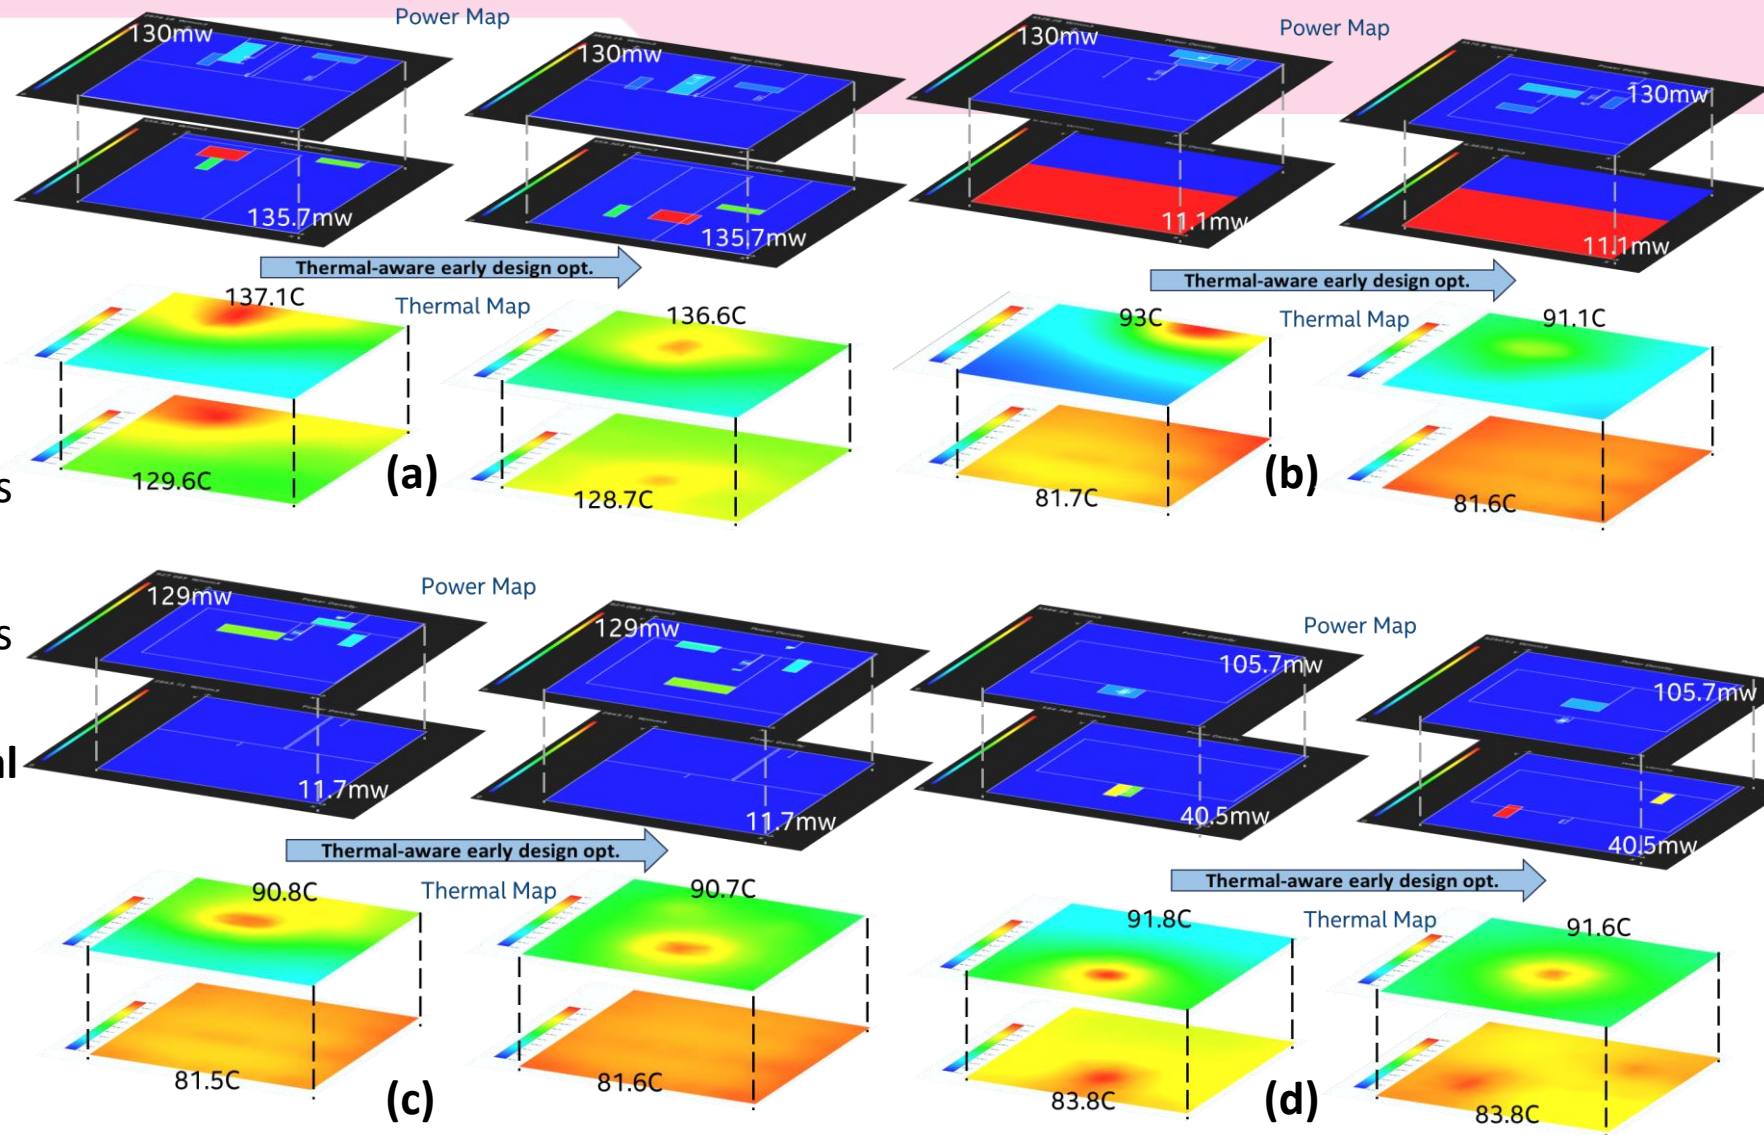 Power Map
130mw
130mw
135.7mw
135.7mw
Thermal-aware early design opt.
137.1C
Thermal Map
136.6C
129.6C
(a)
128.7C
Power Map
130mw
130mw
11.1mw
11.1mw
Thermal-aware early design opt.
93C
Thermal Map
91.1C
81.7C
(b)
81.6C
s
s
al
Power Map
129mw
129mw
11.7mw
11.7mw
Thermal-aware early design opt.
90.8C
Thermal Map
90.7C
81.5C
(c)
81.6C
Power Map
105.7mw
105.7mw
40.5mw
40.5mw
Thermal-aware early design opt.
91.8C
Thermal Map
91.6C
83.8C
(d)
83.8C